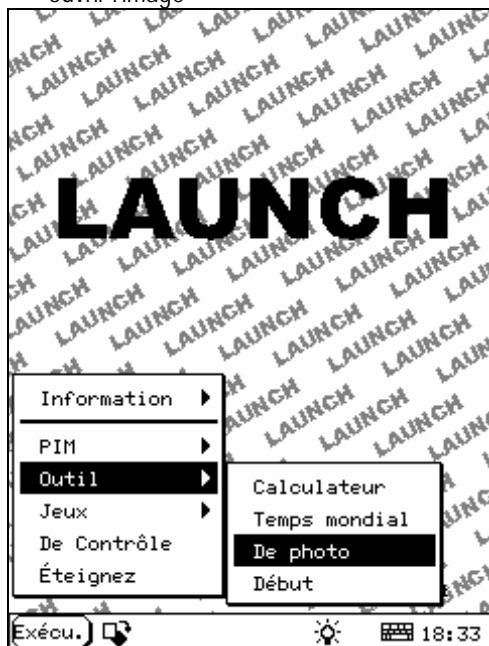 ouvrir l'image
LAUNCH
Information
PIM
Outil
Jeux
De Contrôle
Éteignez
Calculateur
Temps mondial
De photo
Début
Exécu.
18:33